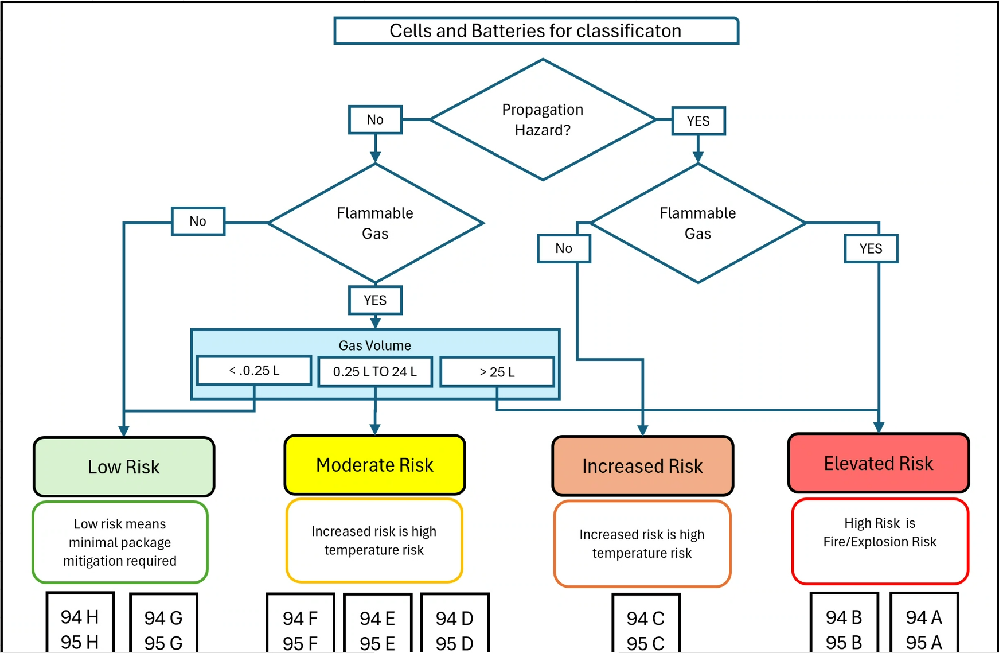 Cells and Batteries for classificaton
Propagation
Hazard?
No
YES
Flammable
Gas
No
YES
Flammable
Gas
No
YES
Gas Volume
< .0.25 L
0.25 L TO 24 L
> 25 L
Low Risk
Moderate Risk
Increased Risk
Elevated Risk
Low risk means
minimal package
mitigation required
Increased risk is high
temperature risk
Increased risk is high
temperature risk
High Risk  is
Fire/Explosion Risk
94 H
95 H
94 G
95 G
94 F
95 F
94 E
95 E
94 D
95 D
94 C
95 C
94 B
95 B
94 A
95 A